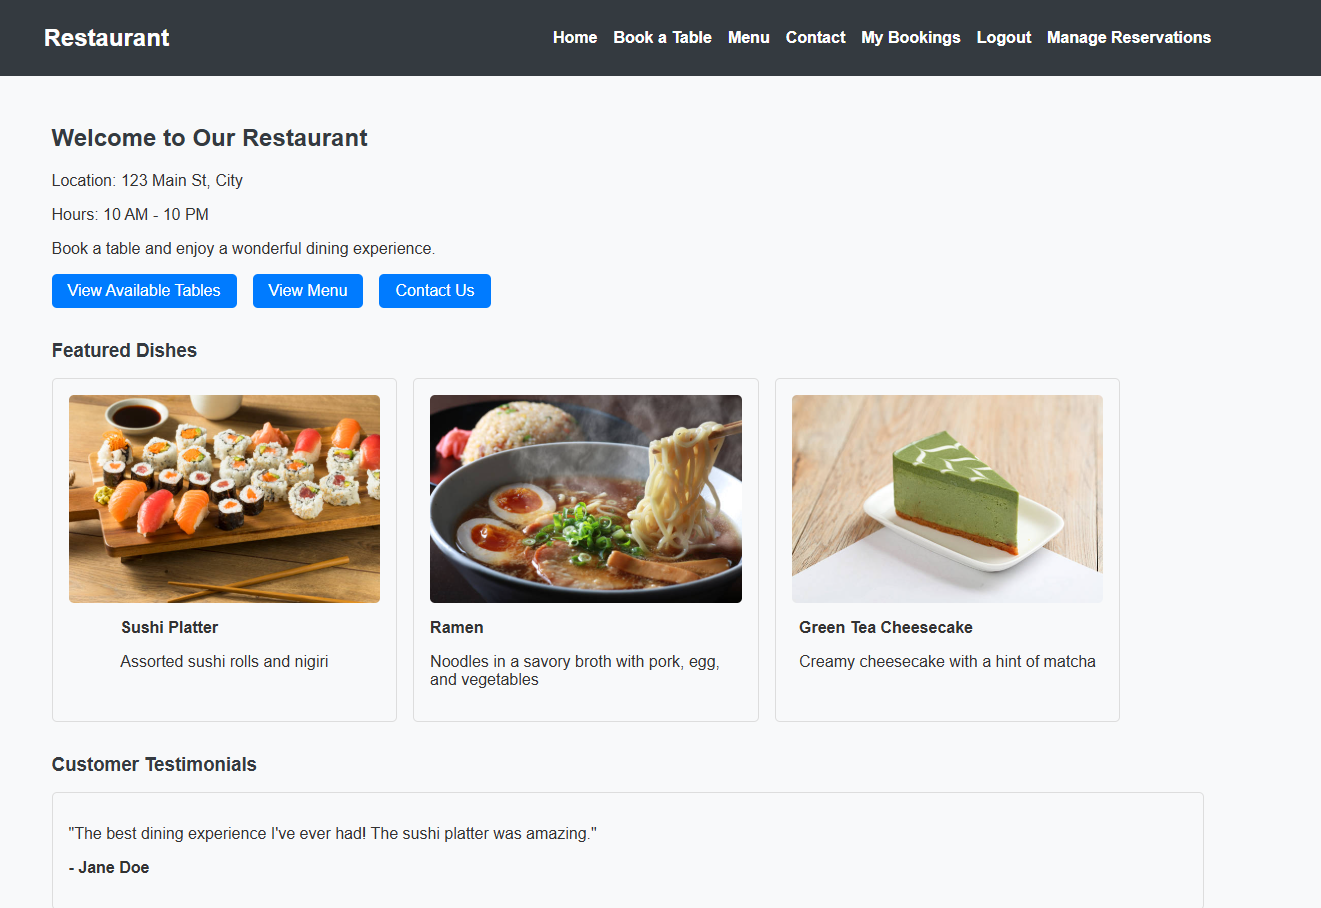 Restaurant
Home Book a Table Menu Contact My Bookings Logout Manage Reservations
Welcome to Our Restaurant
Location: 123 Main St, City
Hours: 10 AM - 10 PM
Book a table and enjoy a wonderful dining experience.
View Available Tables View Menu Contact Us
Featured Dishes
Sushi Platter
Assorted sushi rolls and nigiri
Ramen
Noodles in a savory broth with pork, egg,
and vegetables
Green Tea Cheesecake
Creamy cheesecake with a hint of matcha
Customer Testimonials
"The best dining experience I've ever had! The sushi platter was amazing."
- Jane Doe